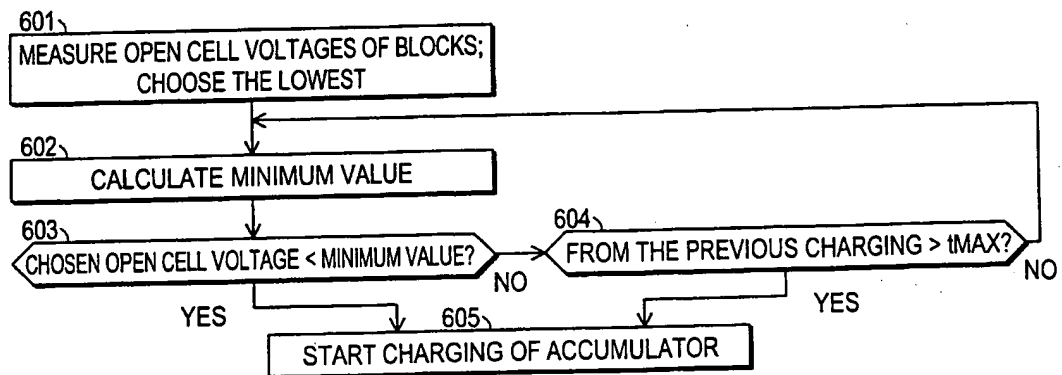 601
MEASURE OPEN CELL VOLTAGES OF BLOCKS;
CHOOSE THE LOWEST
602
CALCULATE MINIMUM VALUE
603
CHOSEN OPEN CELL VOLTAGE < MINIMUM VALUE?
NO
604
FROM THE PREVIOUS CHARGING > tMAX?
NO
YES
YES
605
START CHARGING OF ACCUMULATOR